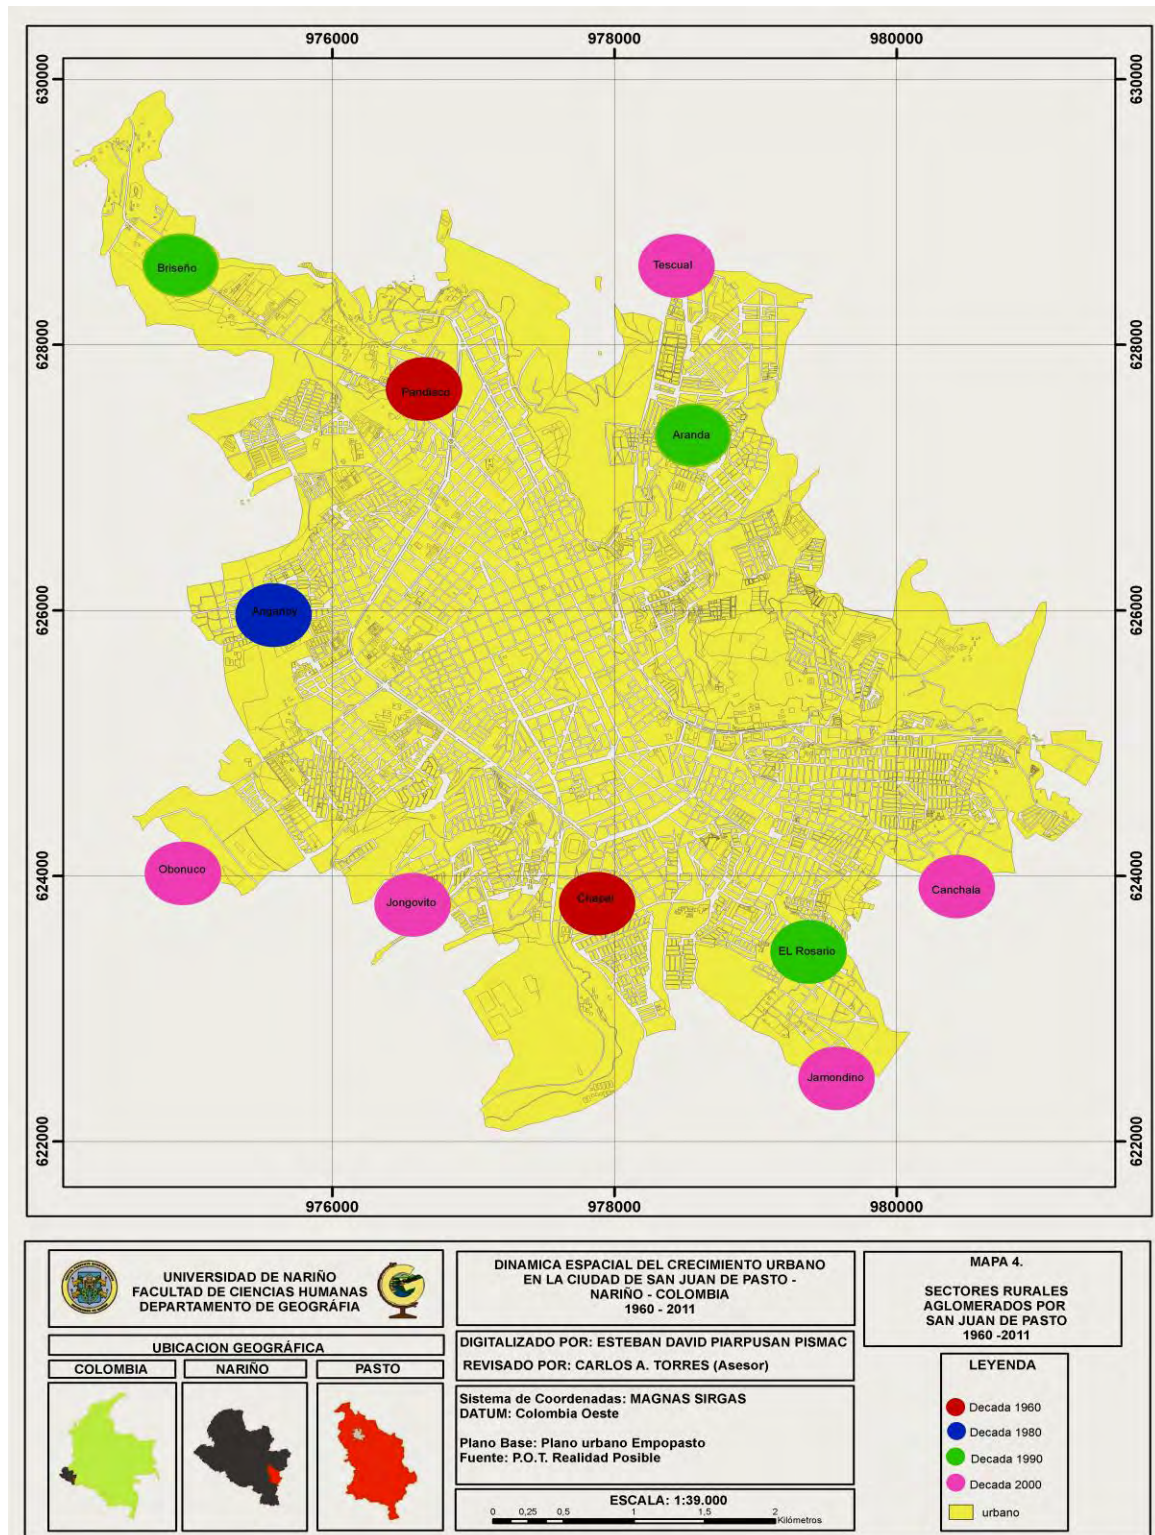 976000
978000
980000
630000
630000
Briseño
Tescual
628000
628000
Pandiaco
Aranda
626000
626000
Anganoy
Obonuco
624000
624000
Jongovito
Chapal
Canchala
EL Rosario
Jamondino
622000
622000
976000
978000
980000
UNIVERSIDAD DE NARIÑO
FACULTAD DE CIENCIAS HUMANAS
DEPARTAMENTO DE GEOGRÁFIA
UBICACION GEOGRÁFICA
COLOMBIA
NARIÑO
PASTO
DINAMICA ESPACIAL DEL CRECIMIENTO URBANO
EN LA CIUDAD DE SAN JUAN DE PASTO -
NARIÑO - COLOMBIA
1960 - 2011
DIGITALIZADO POR: ESTEBAN DAVID PIARPUSAN PISMAC
REVISADO POR: CARLOS A. TORRES (Asesor)
Sistema de Coordenadas: MAGNAS SIRGAS
DATUM: Colombia Oeste
Plano Base: Plano urbano Empopasto
Fuente: P.O.T. Realidad Posible
ESCALA: 1:39.000
0 0,25 0,5 1 1,5 2
Kilómetros
MAPA 4.
SECTORES RURALES
AGLOMERADOS POR
SAN JUAN DE PASTO
1960 -2011
LEYENDA
Decada 1960
Decada 1980
Decada 1990
Decada 2000
urbano